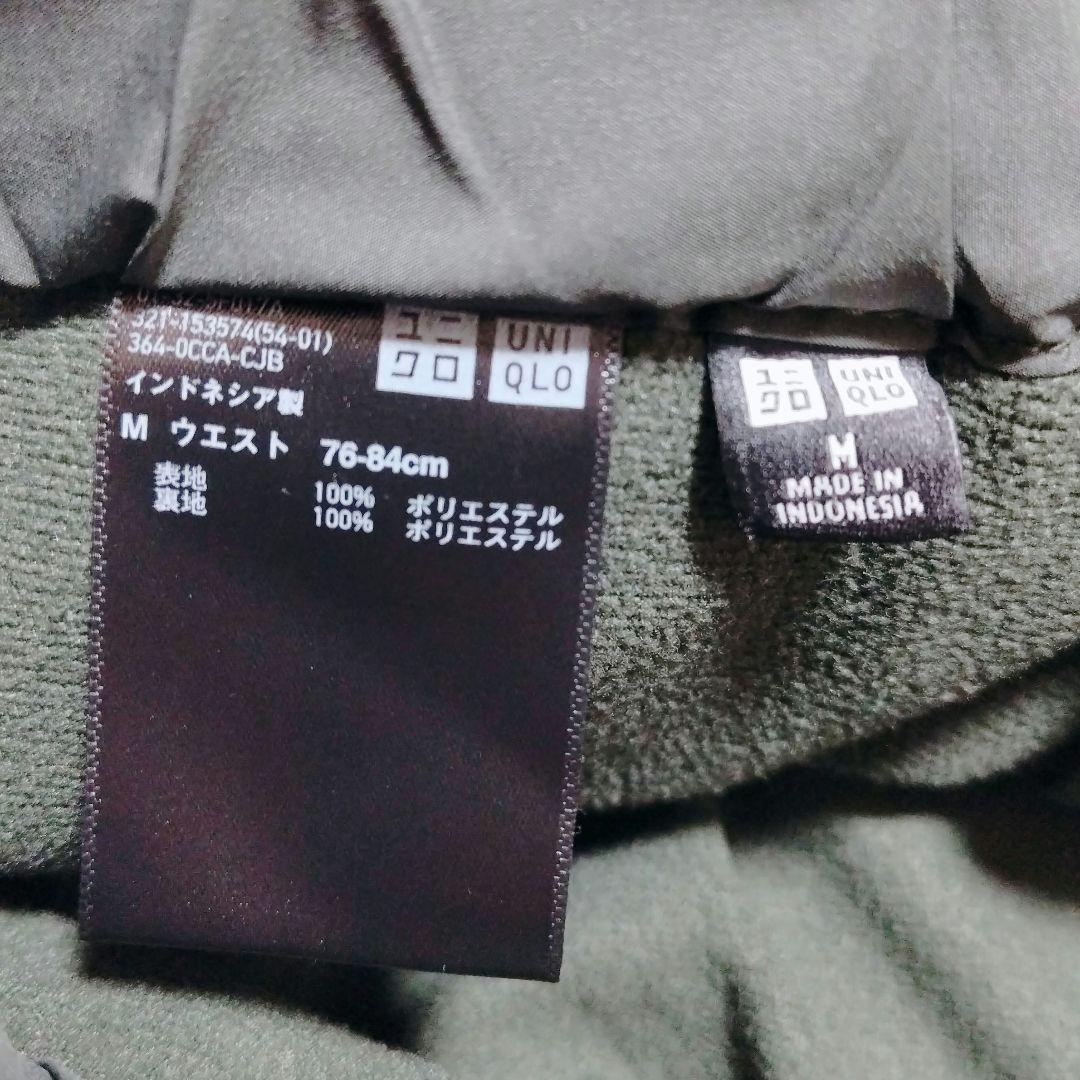 321-153574(54-01)
364-0CCA-CJB
インドネシア製
ユニ
クロ
UNI
QLO
M ウエスト 76-84cm
表地 100% ポリエステル
裏地 100% ポリエステル
ユニ
クロ
UNI
QLO
M
MADE IN
INDONESIA